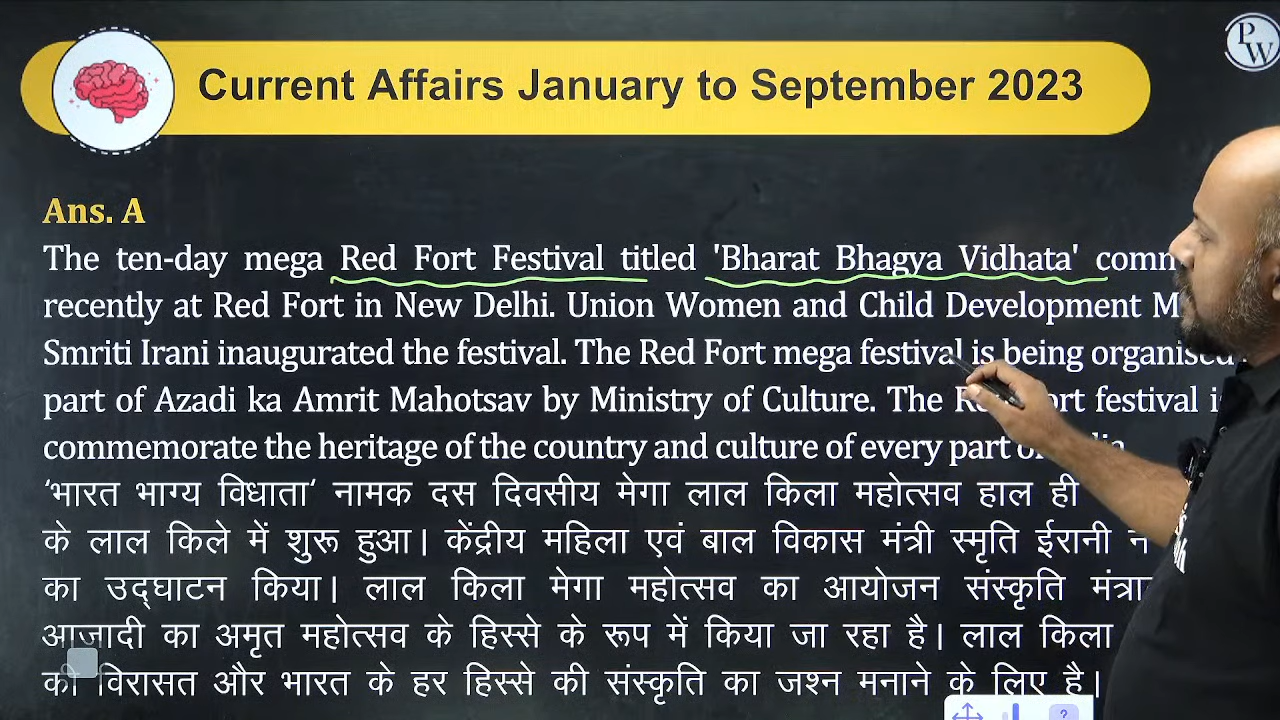 PW
Current Affairs January to September 2023
Ans. A
The ten-day mega Red Fort Festival titled 'Bharat Bhagya Vidhata'
recently at Red Fort in New Delhi. Union Women and Child Development
Smriti Irani inaugurated the festival. The Red Fort mega festival is being organised
part of Azadi ka Amrit Mahotsav by Ministry of Culture. The festival
commemorate the heritage of the country and culture of every part
‘भारत भाग्य विधाता’ नामक दस दिवसीय मेगा लाल किला महोत्सव हाल ही
के लाल किले में शुरू हुआ। केंद्रीय महिला एवं बाल विकास मंत्री स्मृति ईरानी
का उद्घाटन किया। लाल किला मेगा महोत्सव का आयोजन संस्कृति
आजादी का अमृत महोत्सव के हिस्से के रूप में किया जा रहा है। लाल किला
विरासत और भारत के हर हिस्से की संस्कृति का जश्न मनाने के लिए है।